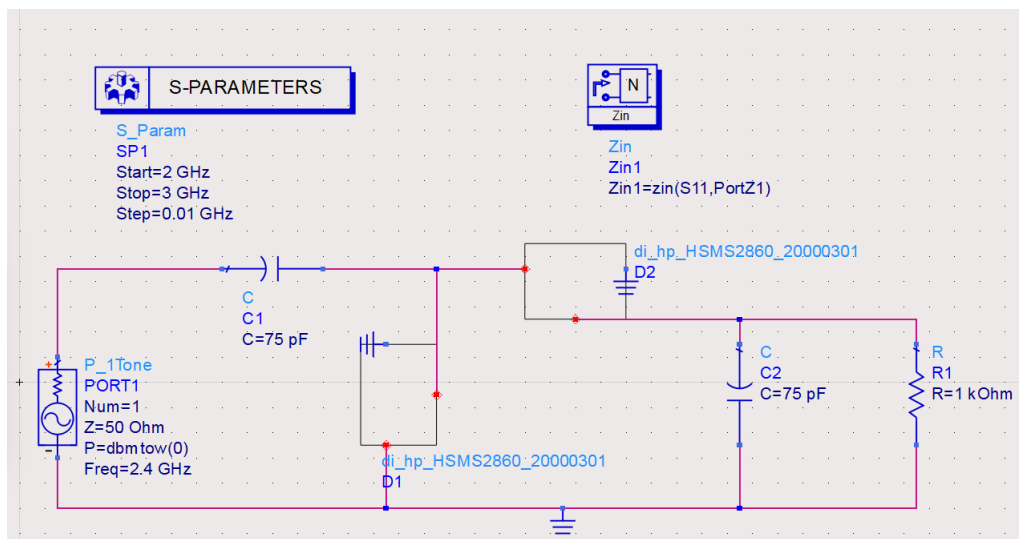 S-PARAMETERS
S_Param
SP1
Start=2 GHz
Stop=3 GHz
Step=0.01 GHz
N
Zin
Zin
Zin1
Zin1=zin(S11,PortZ1)
di_hp_HSMS2860_20000301
D2
C
C1
C=75 pF
P_1Tone
PORT1
Num=1
Z=50 Ohm
P=dbmtow(0)
Freq=2.4 GHz
C
C2
C=75 pF
R
R1
R=1 kOhm
di_hp_HSMS2860_20000301
D1